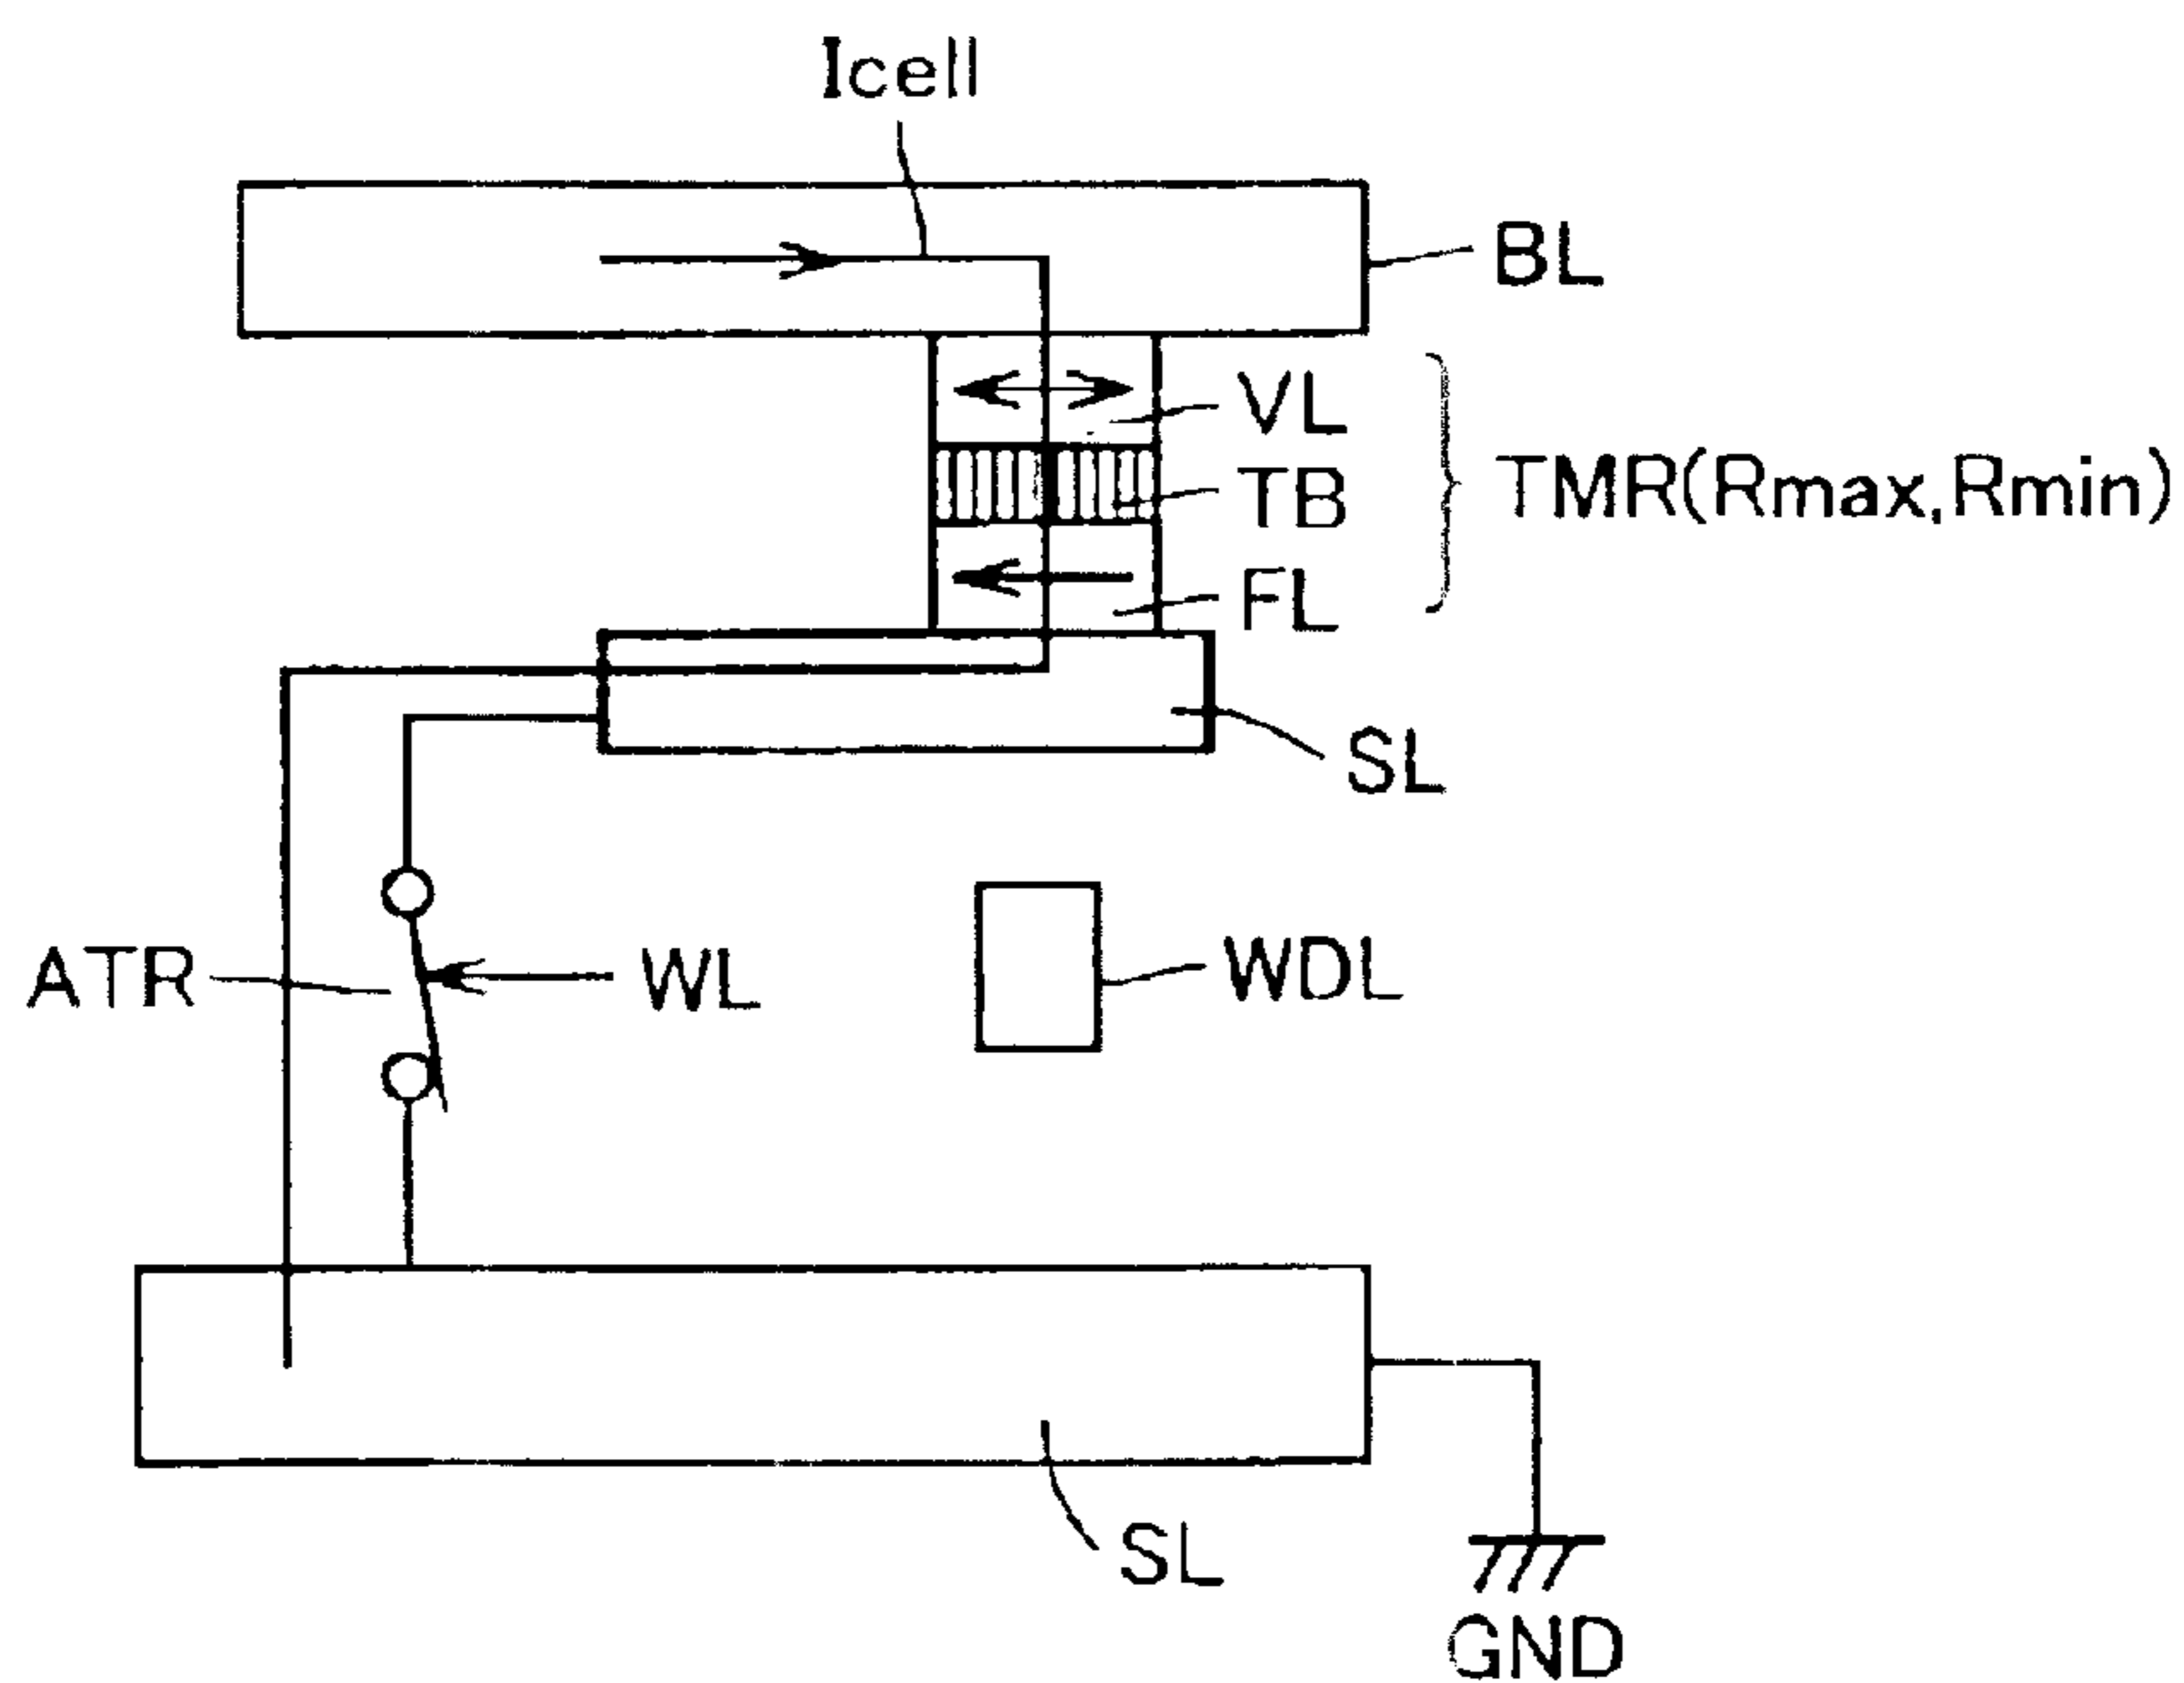 Icell
BL
VL
TMR(Rmax,Rmin)
TB
FL
SL
ATR
WL
WDL
SL
GND